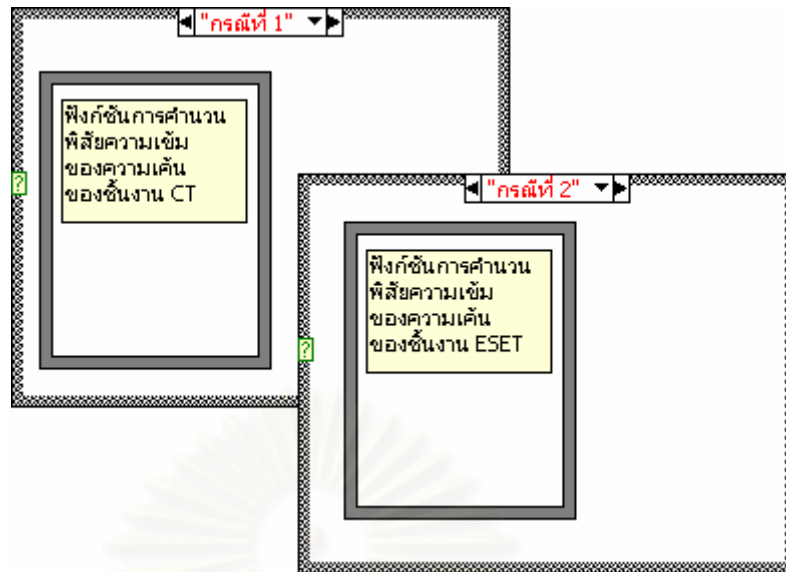 "กรณีที่ 1"
ฟังก์ชันการคำนวน
พิสัยความเข้ม
ของความเค้น
ของชิ้นงาน CT
?
"กรณีที่ 2"
ฟังก์ชันการคำนวน
พิสัยความเข้ม
ของความเค้น
ของชิ้นงาน ESET
?